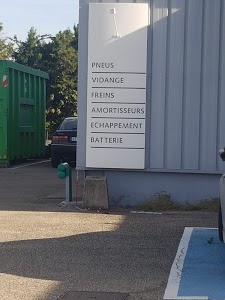 PNEUS
VIDANGE
FREINS
AMORTISSEURS
ECHAPPEMENT
BATTERIE